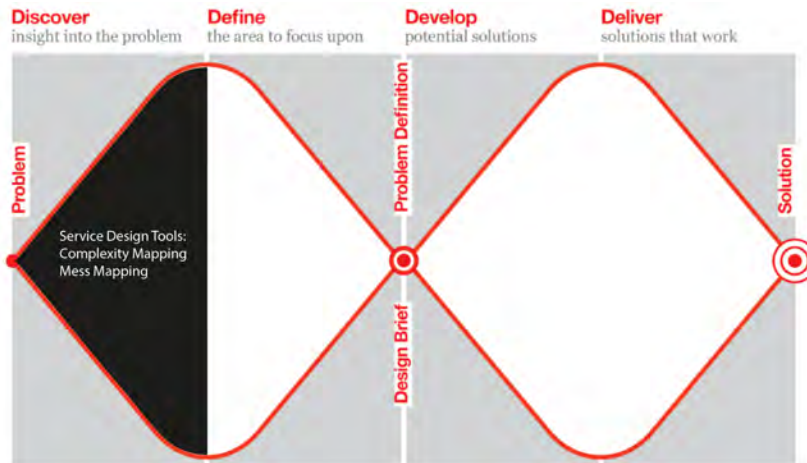 Discover
insight into the problem
Define
the area to focus upon
Develop
potential solutions
Deliver
solutions that work
Problem
Service Design Tools:
Complexity Mapping
Mess Mapping
Problem Definition
Design Brief
Solution